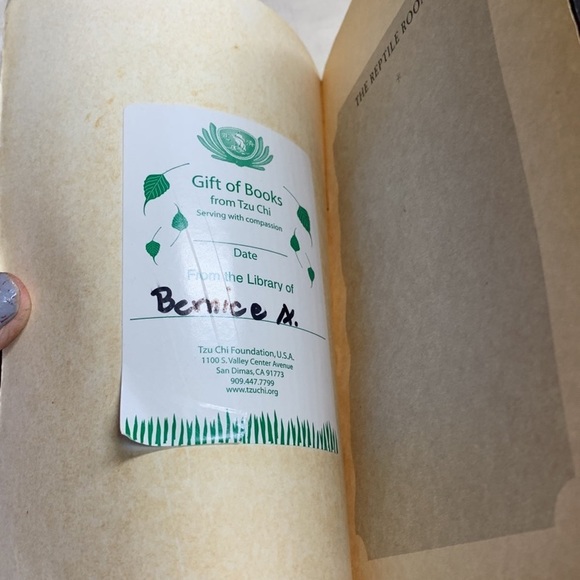 Gift of Books
from Tzu Chi
Serving with compassion
Date
From the Library of
Bernice A.
Tzu Chi Foundation, U.S.A.
1100 S. Valley Center Avenue
San Dimas, CA 91773
909.447.7799
www.tzuchi.org
THE REPTILE ROO